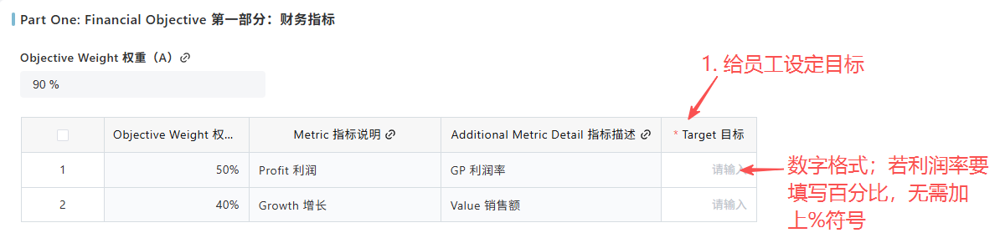 Part One: Financial Objective 第一部分：财务指标
Objective Weight 权重（A）
90 %
1. 给员工设定目标
Objective Weight 权... Metric 指标说明 Additional Metric Detail 指标描述 * Target 目标
1 50% Profit 利润 GP 利润率 请输入
2 40% Growth 增长 Value 销售额 请输入
数字格式；若利润率要
填写百分比，无需加
上%符号